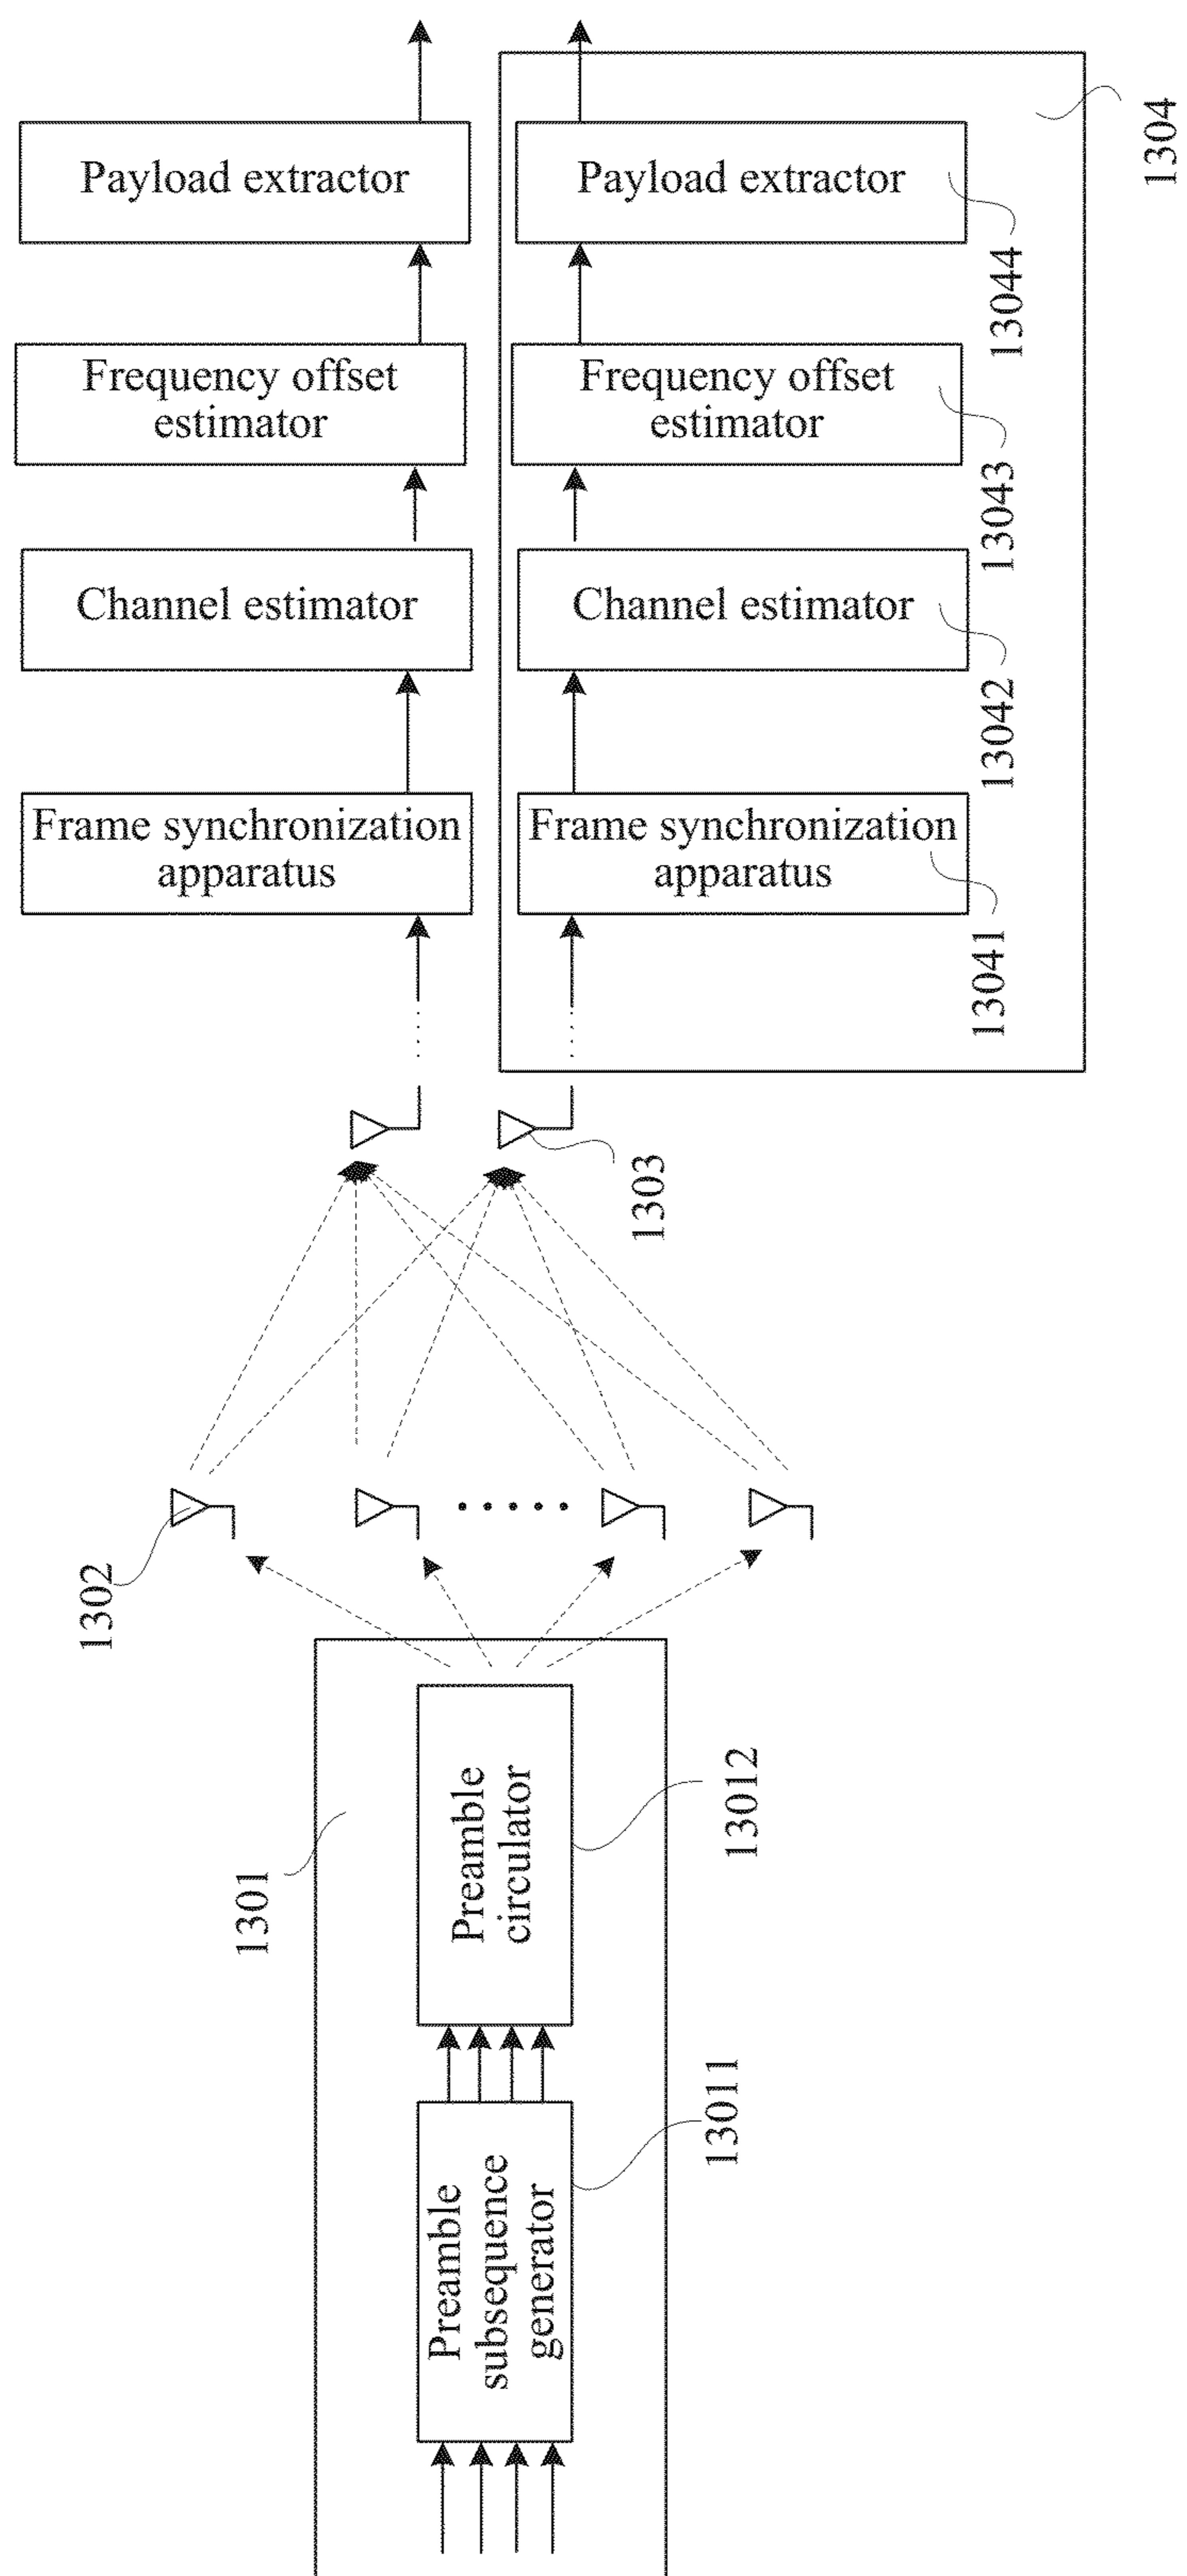 Payload extractor
Payload extractor
1304
13044
Frequency offset
estimator
Frequency offset
estimator
13043
Channel estimator
Channel estimator
13042
Frame synchronization
apparatus
Frame synchronization
apparatus
13041
1303
1302
1301
Preamble
circulator
13012
Preamble
subsequence
generator
13011